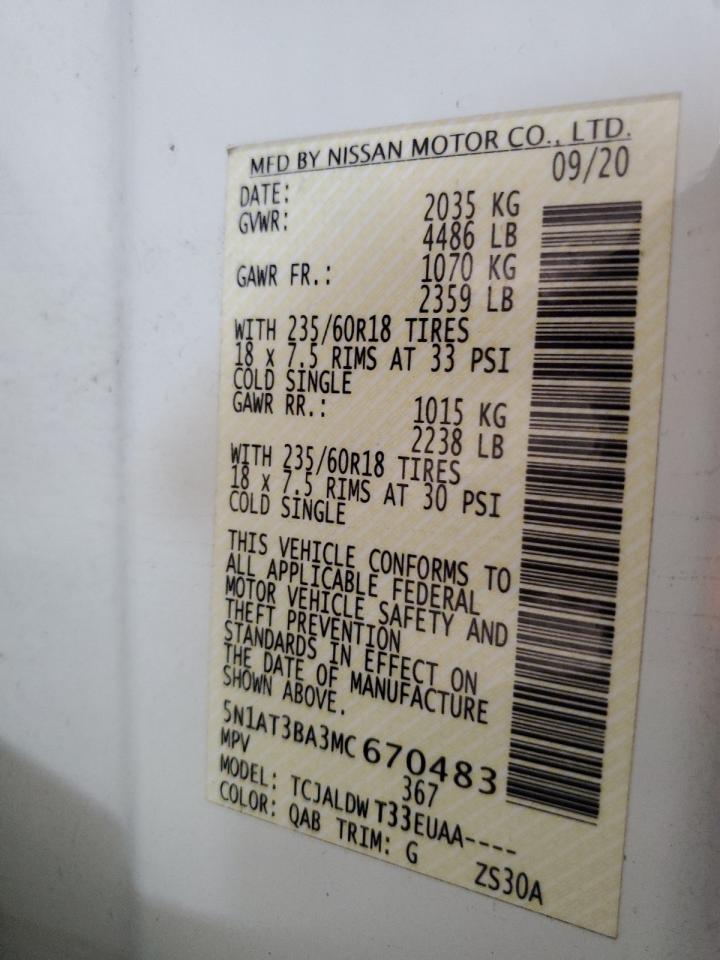 MFD BY NISSAN MOTOR CO., LTD.
DATE: 09/20
GVWR: 2035 KG
4486 LB
GAWR FR.: 1070 KG
2359 LB
WITH 235/60R18 TIRES
18 x 7.5 RIMS AT 33 PSI
COLD SINGLE
GAWR RR.: 1015 KG
2238 LB
WITH 235/60R18 TIRES
18 x 7.5 RIMS AT 30 PSI
COLD SINGLE
THIS VEHICLE CONFORMS TO
ALL APPLICABLE FEDERAL
MOTOR VEHICLE SAFETY AND
THEFT PREVENTION
STANDARDS IN EFFECT ON
THE DATE OF MANUFACTURE
SHOWN ABOVE.
5N1AT3BA3MC670483
MPV 367
MODEL: TCJALDWT33EUAA----
COLOR: QAB TRIM: G ZS30A